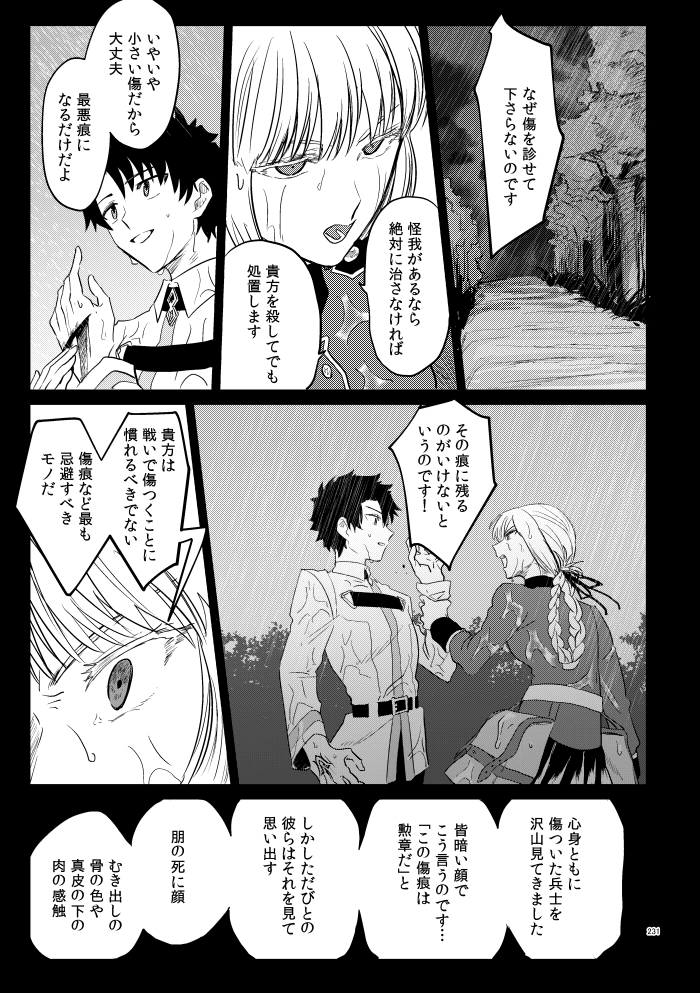 なぜ傷を診せて
下さらないのです
怪我があるなら
絶対に治さなければ
貴方を殺してでも
処置します
いやいや
小さい傷だから
大丈夫
最悪痕に
なるだけだよ
その痕に残る
のがいけないと
いうのです！
貴方は
戦いで傷つくことに
慣れるべきでない
傷痕など最も
忌避すべき
モノだ
心身ともに
傷ついた兵士を
沢山見てきました
皆暗い顔で
こう言うのです…
「この傷痕は
勲章だ」と
しかしただびとの
彼らはそれを見て
思い出す
朋の死に顔
むき出しの
骨の色や
真皮の下の
肉の感触
231